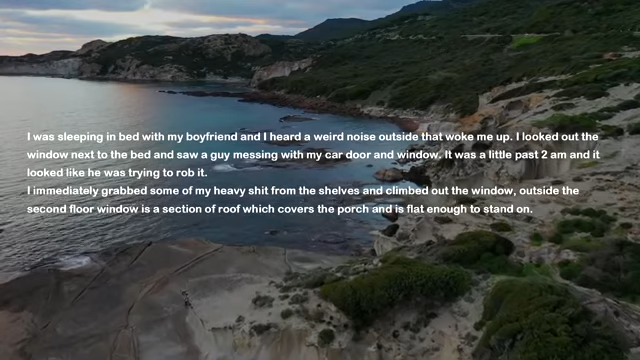 I was sleeping in bed with my boyfriend and I heard a weird noise outside that woke me up. I looked out the
window next to the bed and saw a guy messing with my car door and window. It was a little past 2 am and it
looked like he was trying to rob it.
I immediately grabbed some of my heavy shit from the shelves and climbed out the window, outside the
second floor window is a section of roof which covers the porch and is flat enough to stand on.